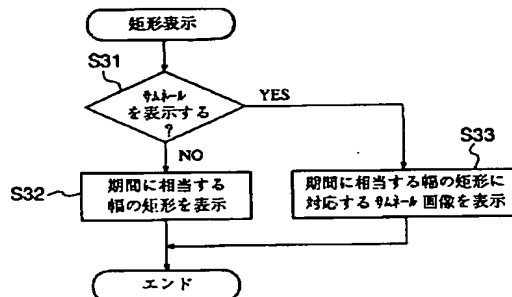 矩形表示
S31
サムネール
を表示する
?
YES
NO
S33
S32
期間に相当する
幅の矩形を表示
期間に相当する幅の矩形に
対応するサムネール画像を表示
エンド